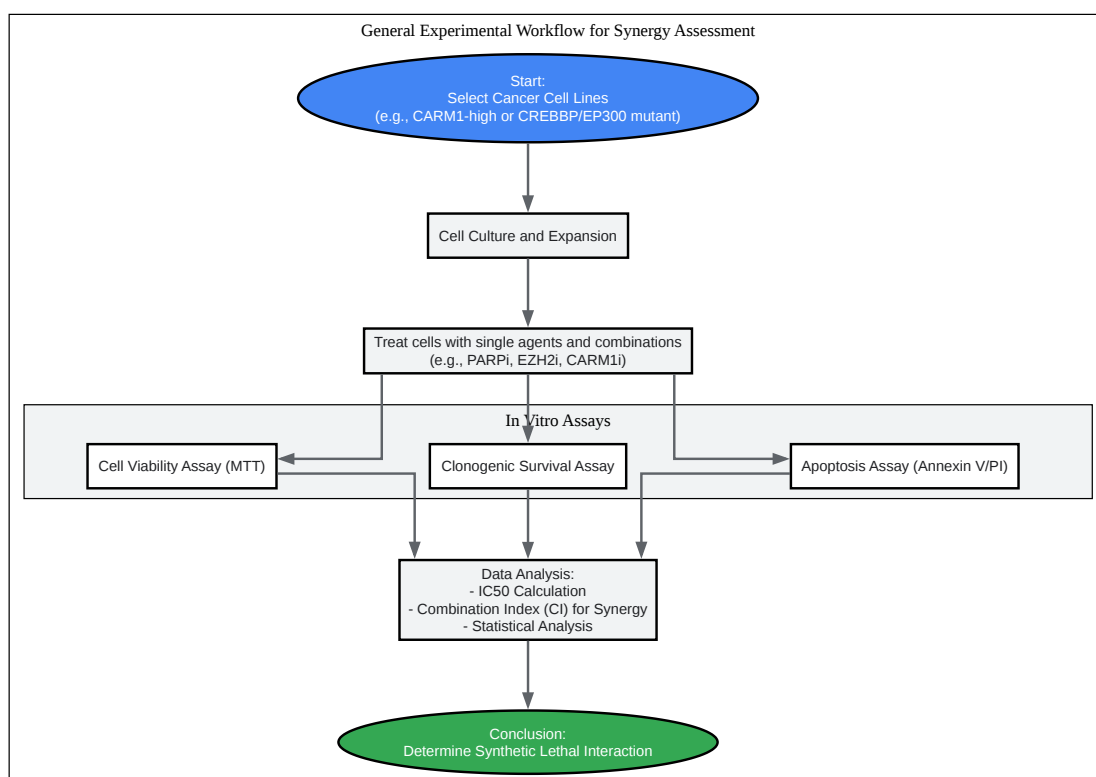 General Experimental Workflow for Synergy Assessment
Start:
Select Cancer Cell Lines
(e.g., CARM1-high or CREBBP/EP300 mutant)
Cell Culture and Expansion
Treat cells with single agents and combinations
(e.g., PARPi, EZH2i, CARM1i)
In Vitro Assays
Cell Viability Assay (MTT)
Clonogenic Survival Assay
Apoptosis Assay (Annexin V/PI)
Data Analysis:
- IC50 Calculation
- Combination Index (CI) for Synergy
- Statistical Analysis
Conclusion:
Determine Synthetic Lethal Interaction